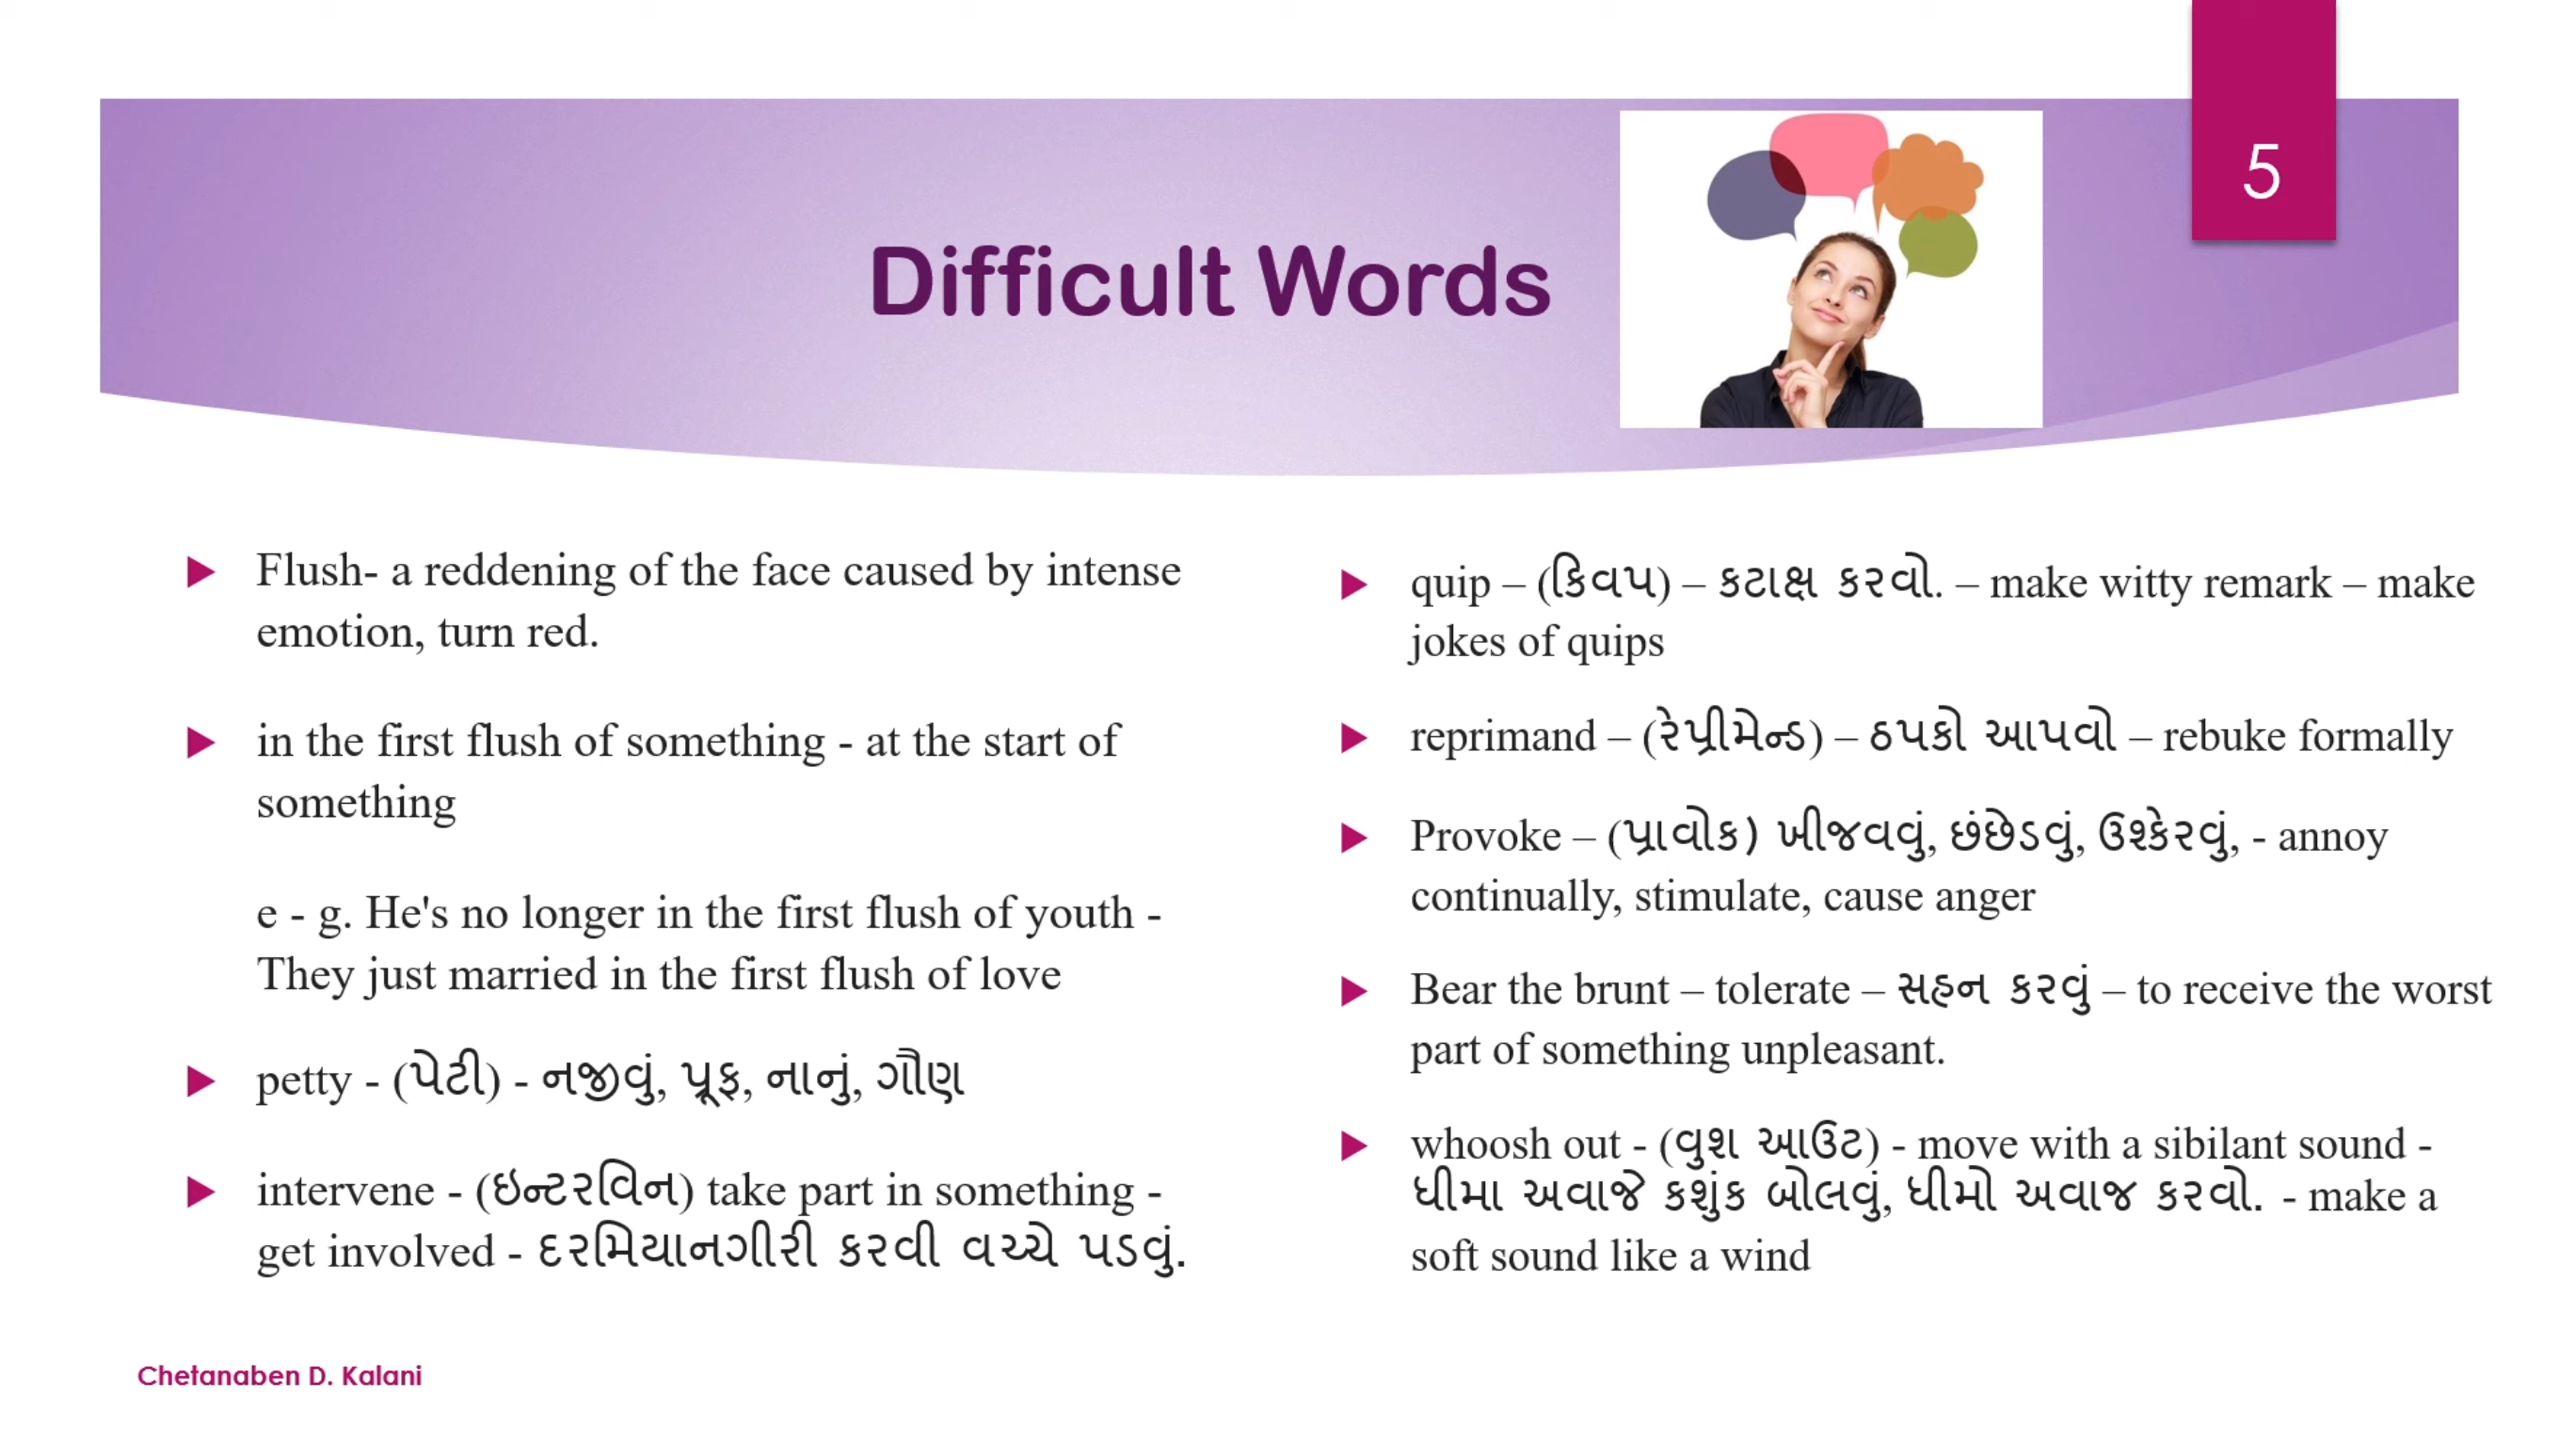 5
Difficult Words
Flush- a reddening of the face caused by intense
emotion, turn red.
in the first flush of something - at the start of
something
e - g. He's no longer in the first flush of youth -
They just married in the first flush of love
petty - (પેટી) - નજીવું, પ્રૂફ, નાનું, ગૌણ
intervene - (ઇન્ટરવિન) take part in something -
get involved - દરમિયાનગીરી કરવી વચ્ચે પડવું.
quip – (કિવપ) – કટાક્ષ કરવો. – make witty remark – make
jokes of quips
reprimand – (રેપ્રીમેન્ડ) – ઠપકો આપવો – rebuke formally
Provoke – (પ્રાવોક) ખીજવવું, છંછેડવું, ઉશ્કેરવું, - annoy
continually, stimulate, cause anger
Bear the brunt – tolerate – સહન કરવું – to receive the worst
part of something unpleasant.
whoosh out - (વુશ આઉટ) - move with a sibilant sound -
ધીમા અવાજે કશુંક બોલવું, ધીમો અવાજ કરવો. - make a
soft sound like a wind
Chetanaben D. Kalani